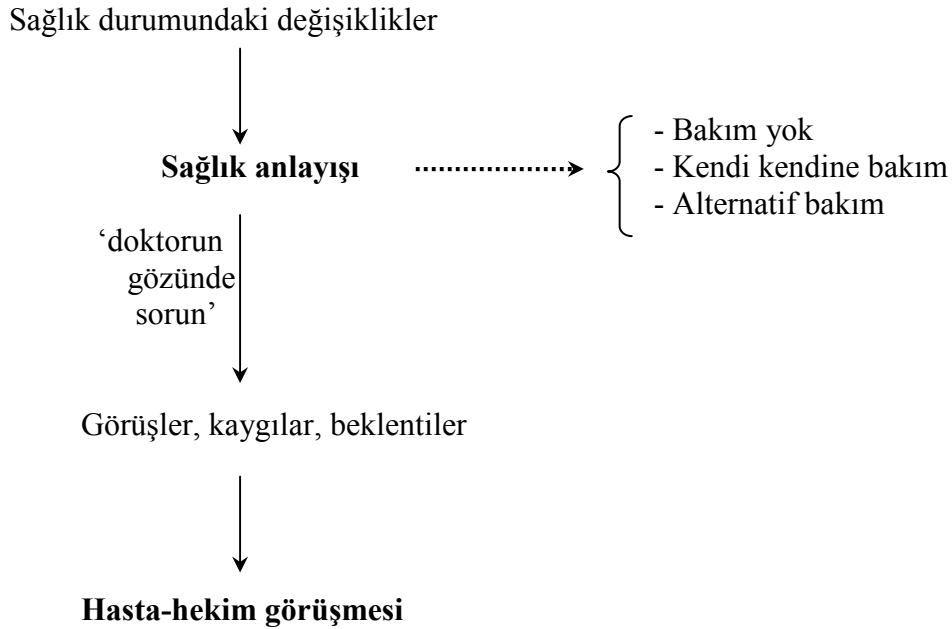 Sağlık durumundaki değişiklikler
Sağlık anlayışı
- Bakım yok
- Kendi kendine bakım
- Alternatif bakım
‘doktorun
gözünde
sorun’
Görüşler, kaygılar, beklentiler
Hasta-hekim görüşmesi